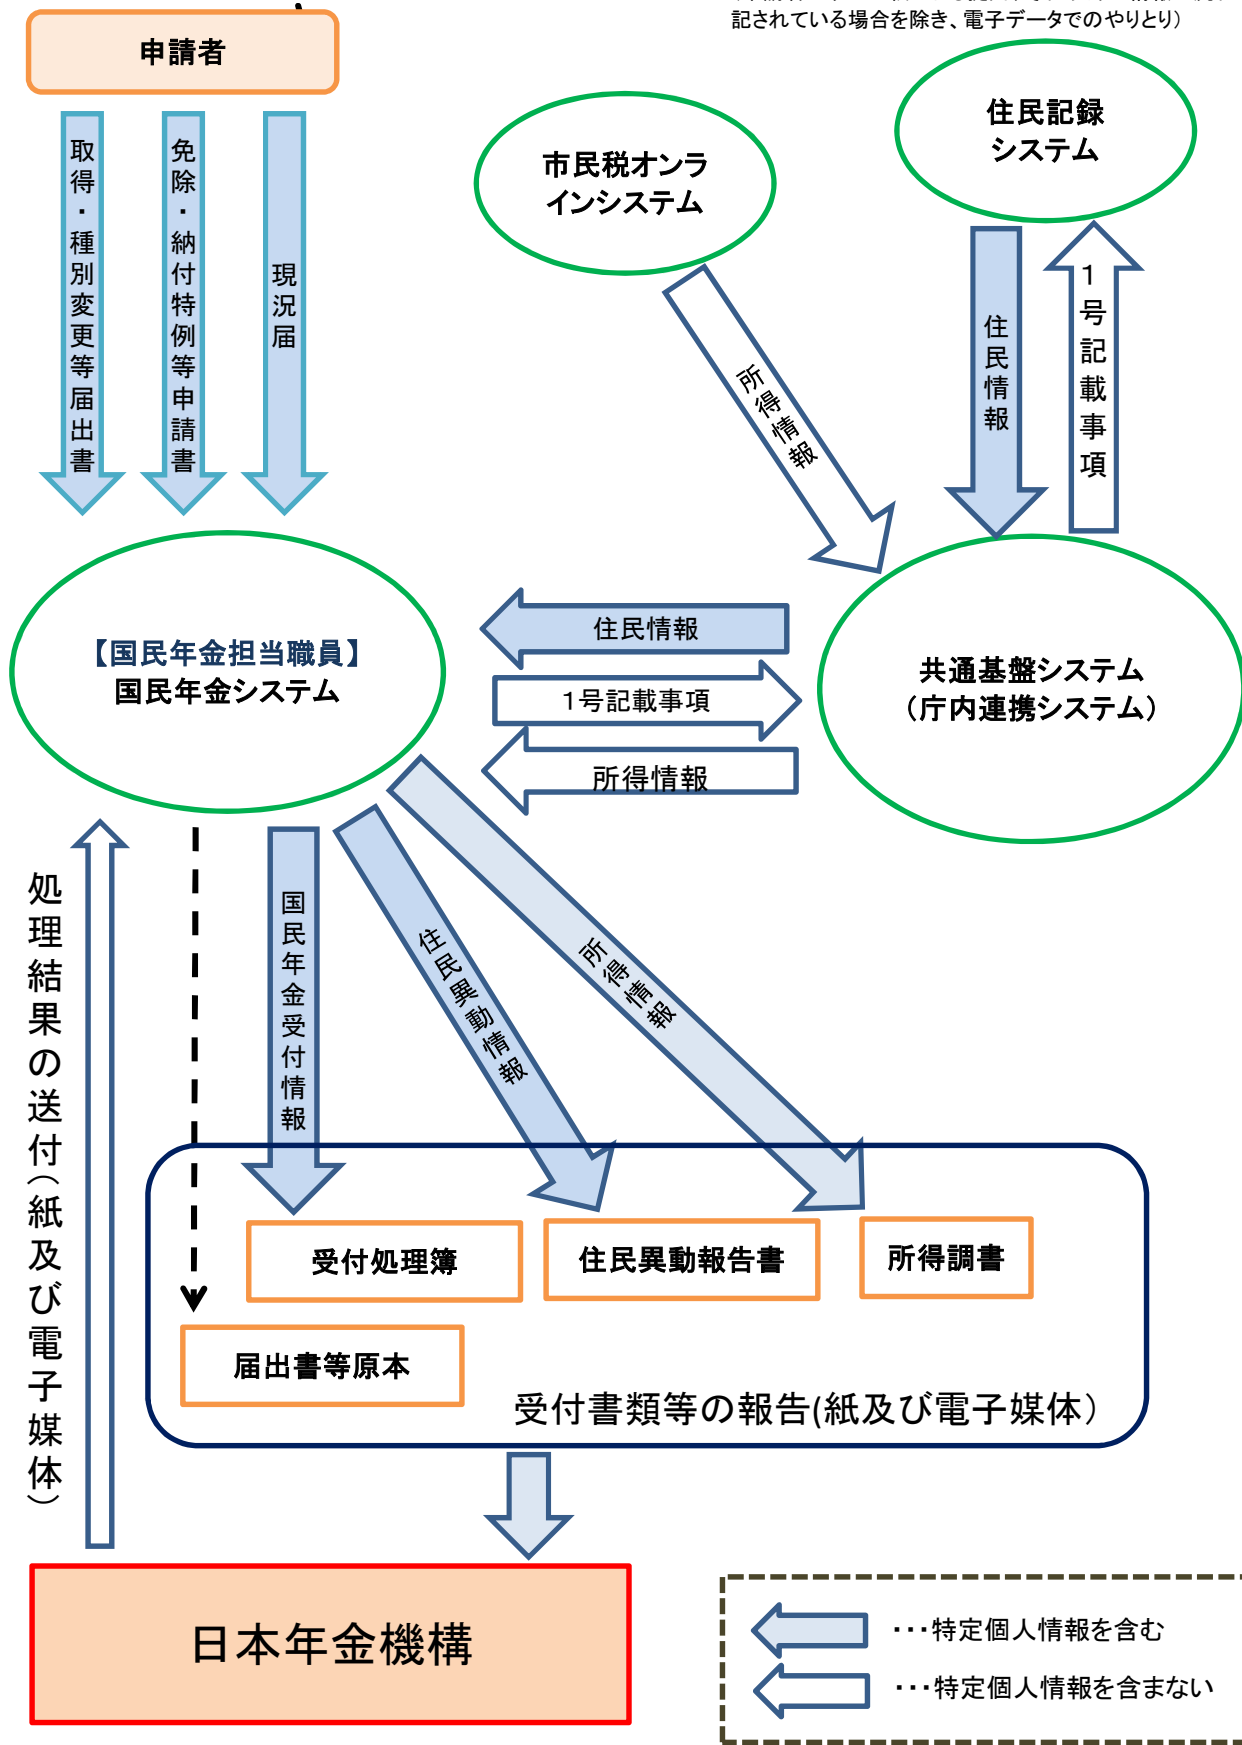 記されている場合を除き、電子データでのやりとり）
申請者
取得・種別変更等届出書
免除・納付特例等申請書
現況届
市民税オンラ
インシステム
住民記録
システム
所得情報
住民情報
1号記載事項
【国民年金担当職員】
国民年金システム
住民情報
1号記載事項
所得情報
共通基盤システム
（庁内連携システム）
処理結果の送付（紙及び電子媒体）
国民年金受付情報
住民異動情報
所得情報
受付処理簿
住民異動報告書
所得調書
届出書等原本
受付書類等の報告(紙及び電子媒体）
日本年金機構
・・・特定個人情報を含む
・・・特定個人情報を含まない